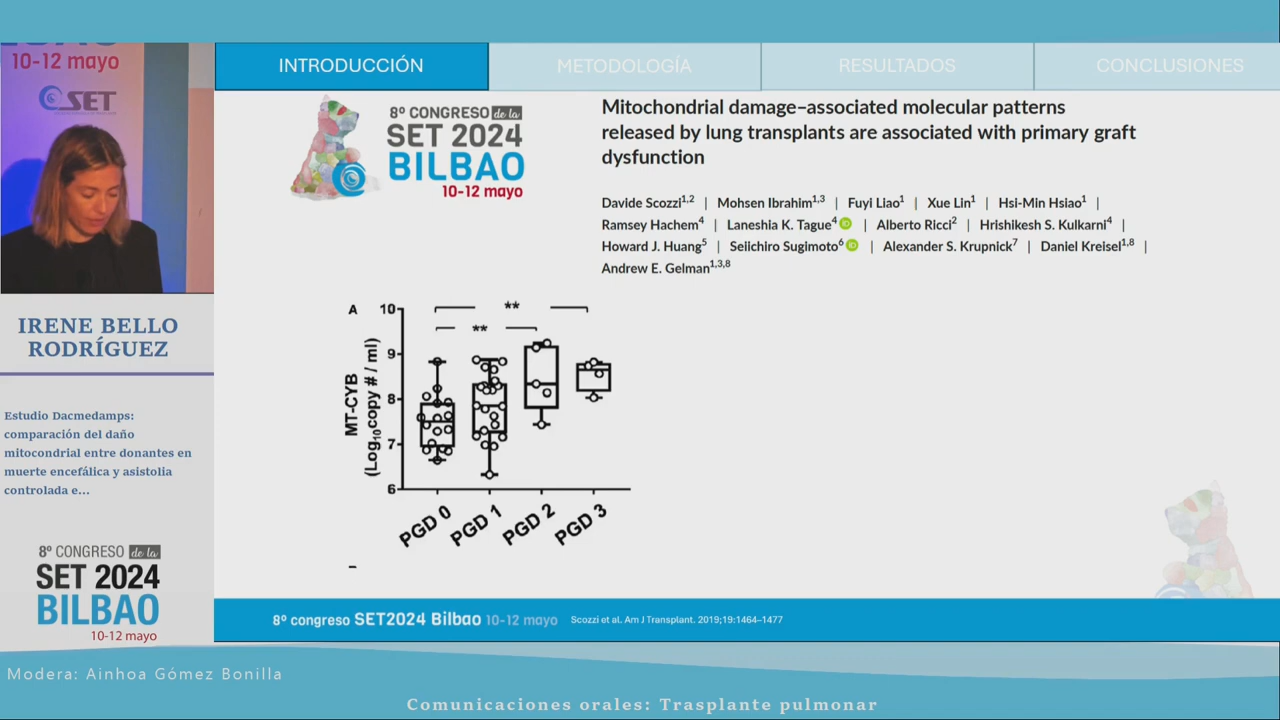 10-12 mayo
SET
IRENE BELLO
RODRÍGUEZ
Estudio Dacmedamps:
comparación del daño
mitocondrial entre donantes en
muerte encefálica y asistolia
controlada e...
8º CONGRESO de la
SET 2024
BILBAO
10-12 mayo
INTRODUCCIÓN
METODOLOGÍA
RESULTADOS
CONCLUSIONES
8º CONGRESO de la
SET 2024
BILBAO
10-12 mayo
Mitochondrial damage–associated molecular patterns
released by lung transplants are associated with primary graft
dysfunction
Davide Scozzi1,2 | Mohsen Ibrahim1,3 | Fuyi Liao1 | Xue Lin1 | Hsi-Min Hsiao1 |
Ramsey Hachem4 | Laneshia K. Tague4 iD | Alberto Ricci2 | Hrishikesh S. Kulkarni4 |
Howard J. Huang5 | Seiichiro Sugimoto6 iD | Alexander S. Krupnick7 | Daniel Kreisel1,8 |
Andrew E. Gelman1,3,8
A
MT-CYB
(Log10copy # / ml)
10
9
8
7
6
**
**
PGD 0
PGD 1
PGD 2
PGD 3
8º congreso SET2024 Bilbao 10-12 mayo
Scozzi et al. Am J Transplant. 2019;19:1464–1477
Modera: Ainhoa Gómez Bonilla
Comunicaciones orales: Trasplante pulmonar